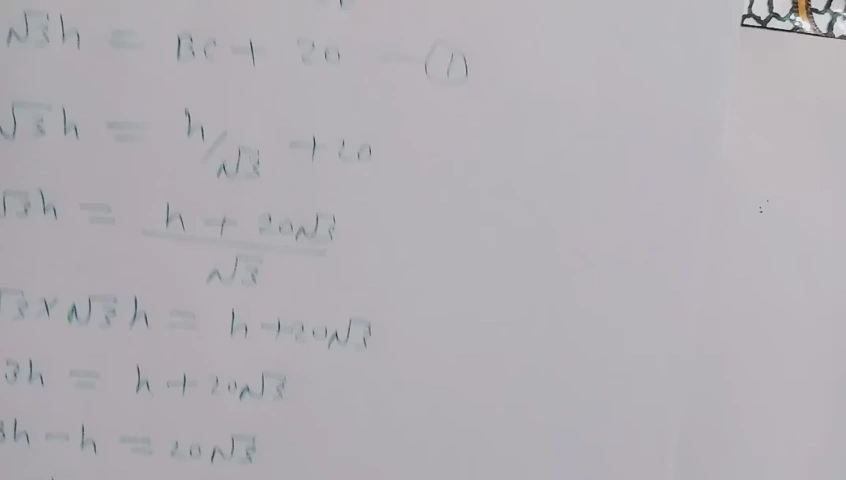 √3h = BC + 20 — (1)
√3h = h/√3 + 20
√3h = h + 20√3
√3
√3 × √3h = h + 20√3
3h = h + 20√3
3h - h = 20√3